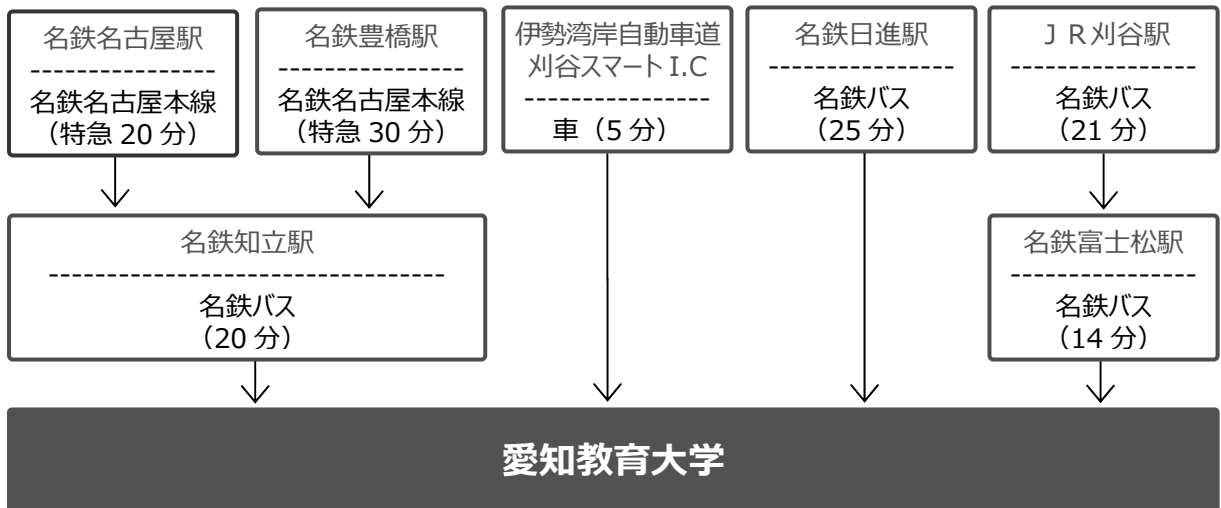 名鉄名古屋駅
名鉄名古屋本線
（特急 20 分）
名鉄豊橋駅
名鉄名古屋本線
（特急 30 分）
伊勢湾岸自動車道
刈谷スマート I.C
車（5 分）
名鉄日進駅
名鉄バス
（25 分）
ＪＲ刈谷駅
名鉄バス
（21 分）
名鉄知立駅
名鉄バス
（20 分）
名鉄富士松駅
名鉄バス
（14 分）
愛知教育大学